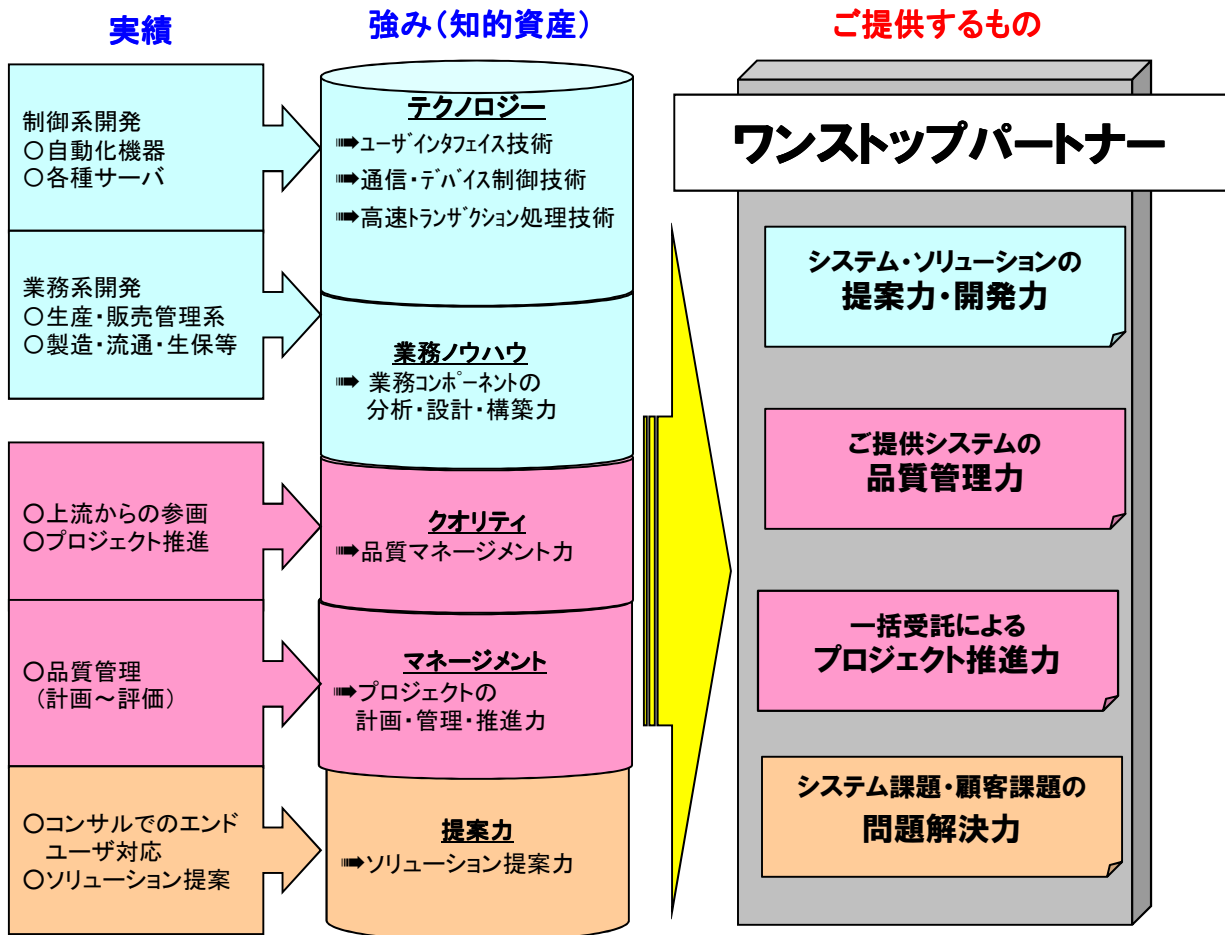 実績
強み(知的資産)
ご提供するもの
制御系開発
○自動化機器
○各種サーバ
業務系開発
○生産・販売管理系
○製造・流通・生保等
○上流からの参画
○プロジェクト推進
○品質管理
(計画~評価)
○コンサルでのエンド
ユーザ対応
○ソリューション提案
テクノロジー
➠ユーザインタフェイス技術
➠通信・デバイス制御技術
➠高速トランザクション処理技術
業務ノウハウ
➠ 業務コンポーネントの
分析・設計・構築力
クオリティ
➠品質マネージメント力
マネージメント
➠プロジェクトの
計画・管理・推進力
提案力
➠ソリューション提案力
ワンストップパートナー
システム・ソリューションの
提案力・開発力
ご提供システムの
品質管理力
一括受託による
プロジェクト推進力
システム課題・顧客課題の
問題解決力